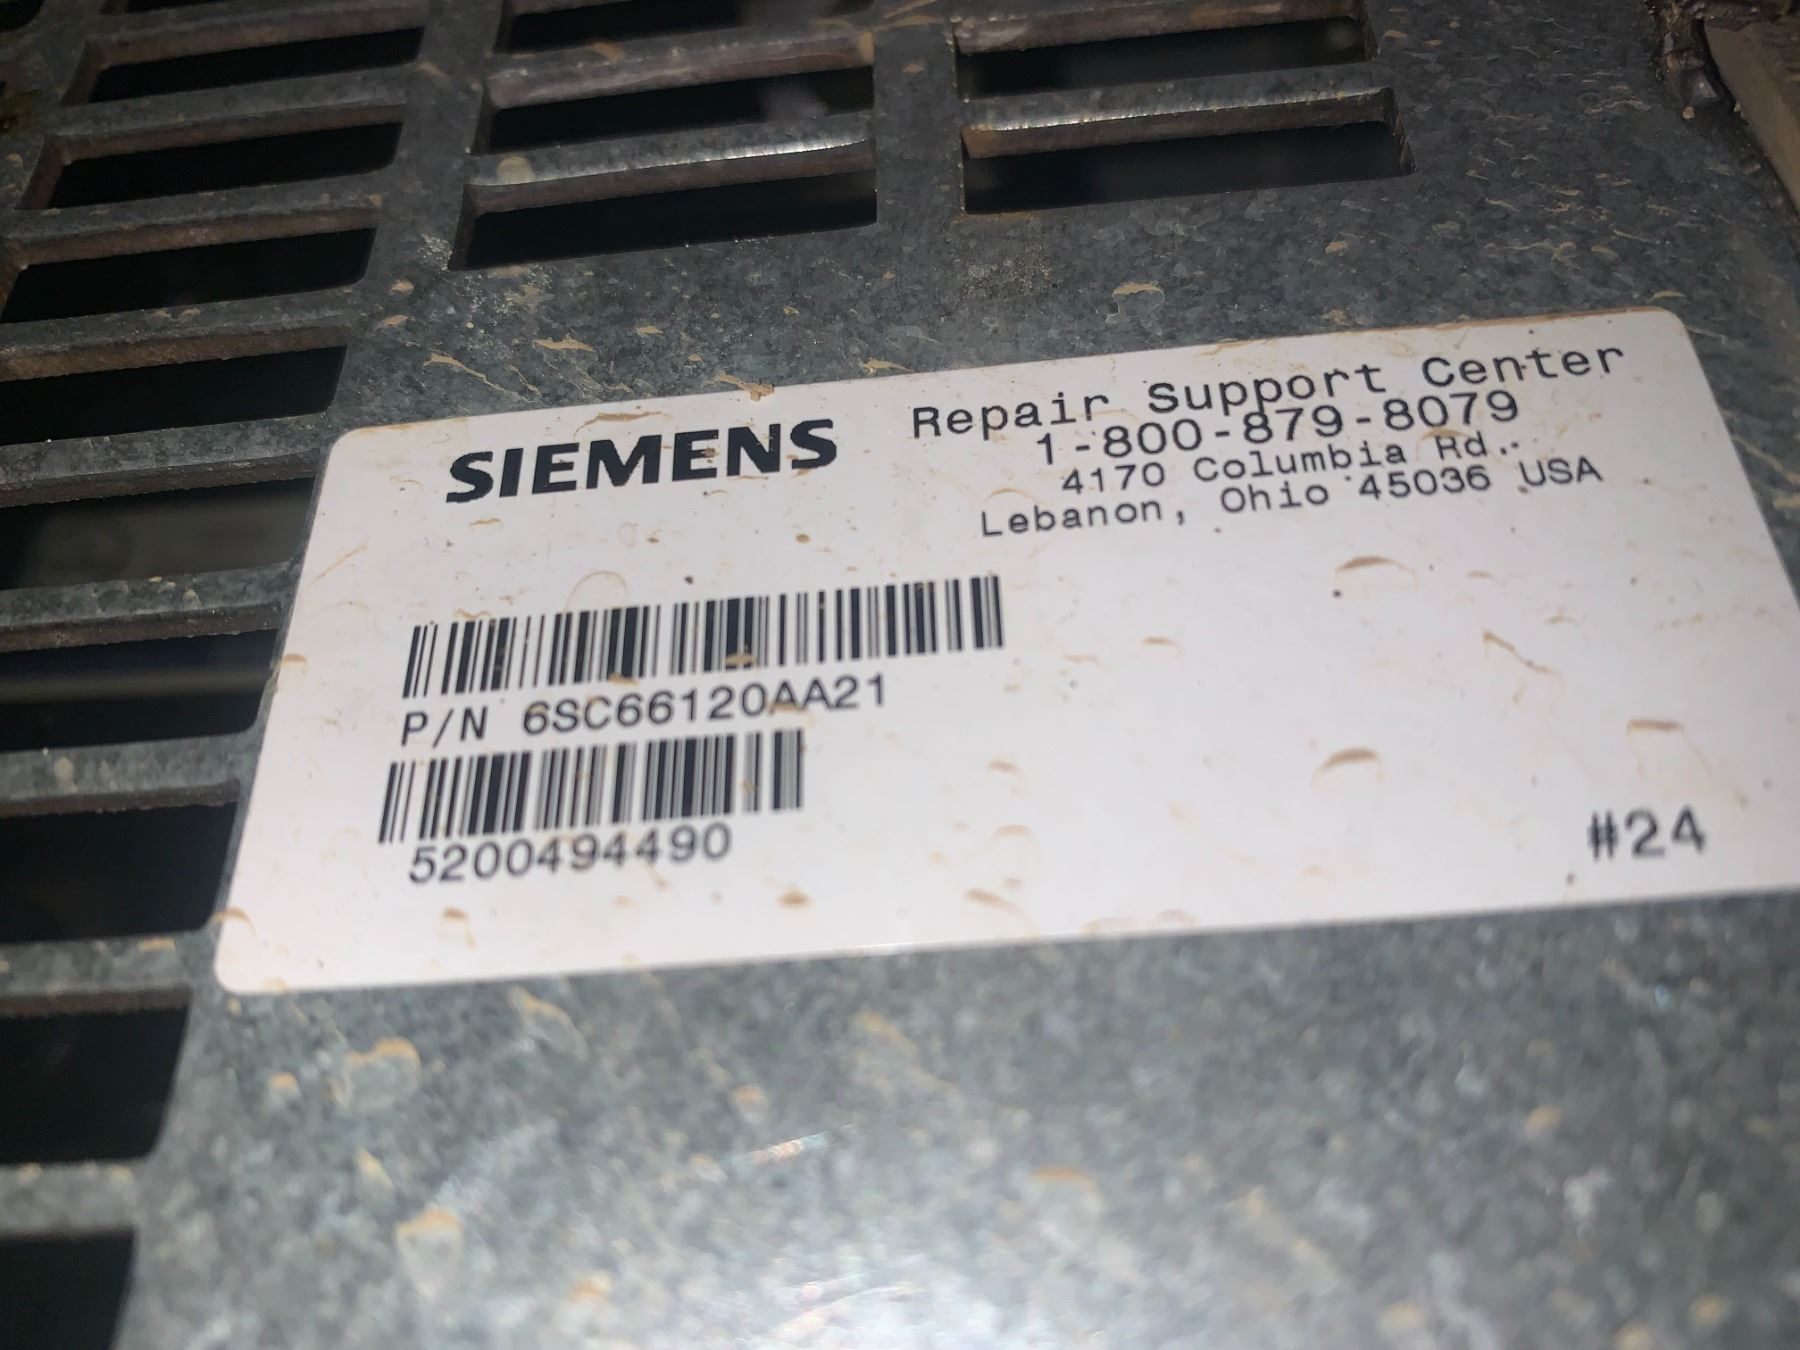 SIEMENS
Repair Support Center
1-800-879-8079
4170 Columbia Rd.
Lebanon, Ohio 45036 USA
P/N 6SC66120AA21
5200494490
#24